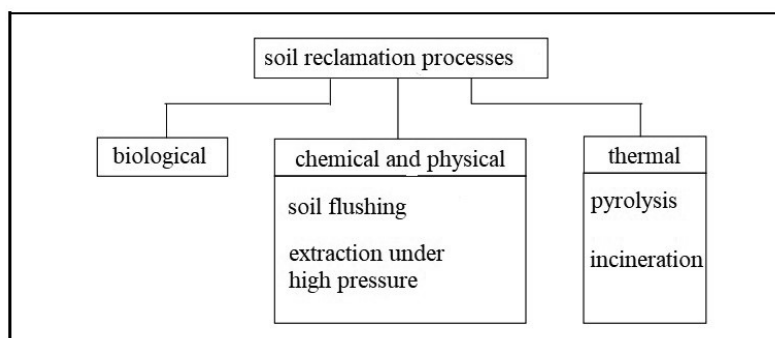 soil reclamation processes
biological
chemical and physical
thermal
soil flushing
extraction under
high pressure
pyrolysis
incineration